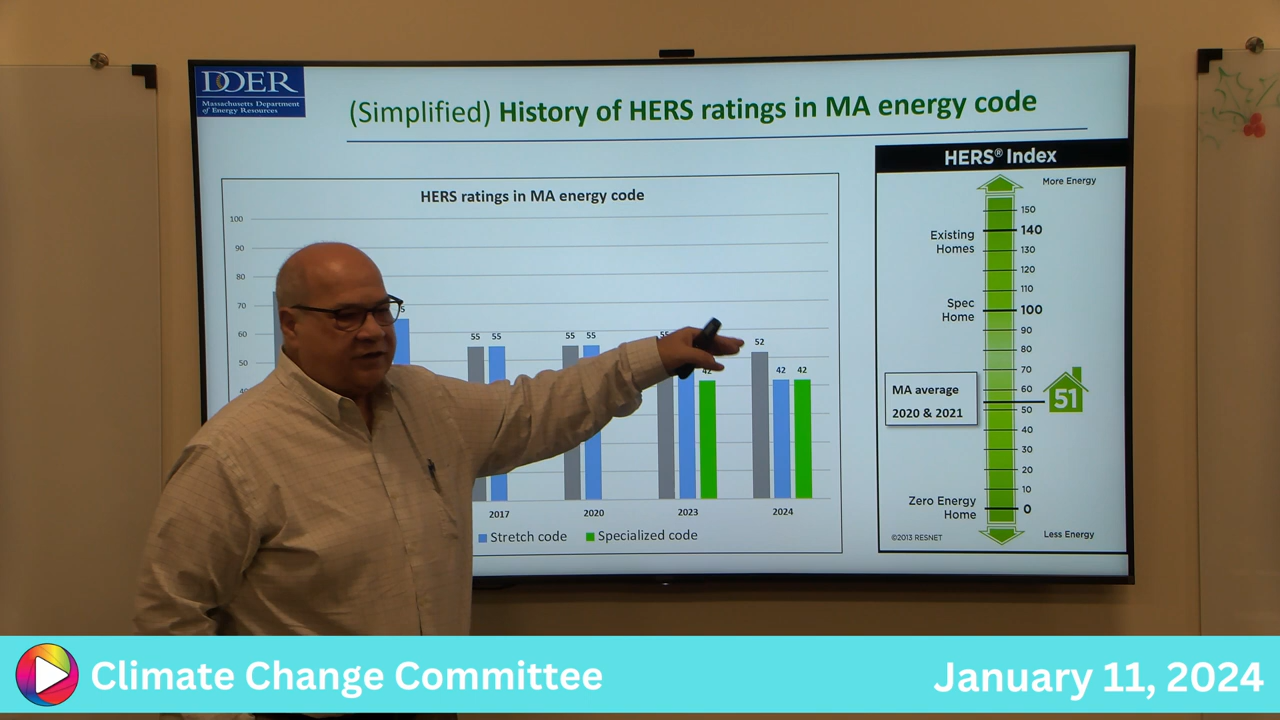 DOER
Massachusetts Department
of Energy Resources
(Simplified) History of HERS ratings in MA energy code
HERS ratings in MA energy code
100
90
80
70
60
50
55 55
55 55
55
42
52
42 42
2017
2020
2023
2024
Stretch code
Specialized code
HERS® Index
More Energy
150
140
130
120
110
100
90
80
70
60
50
40
30
20
10
0
Existing
Homes
Spec
Home
MA average
2020 & 2021
51
Zero Energy
Home
©2013 RESNET
Less Energy
Climate Change Committee
January 11, 2024